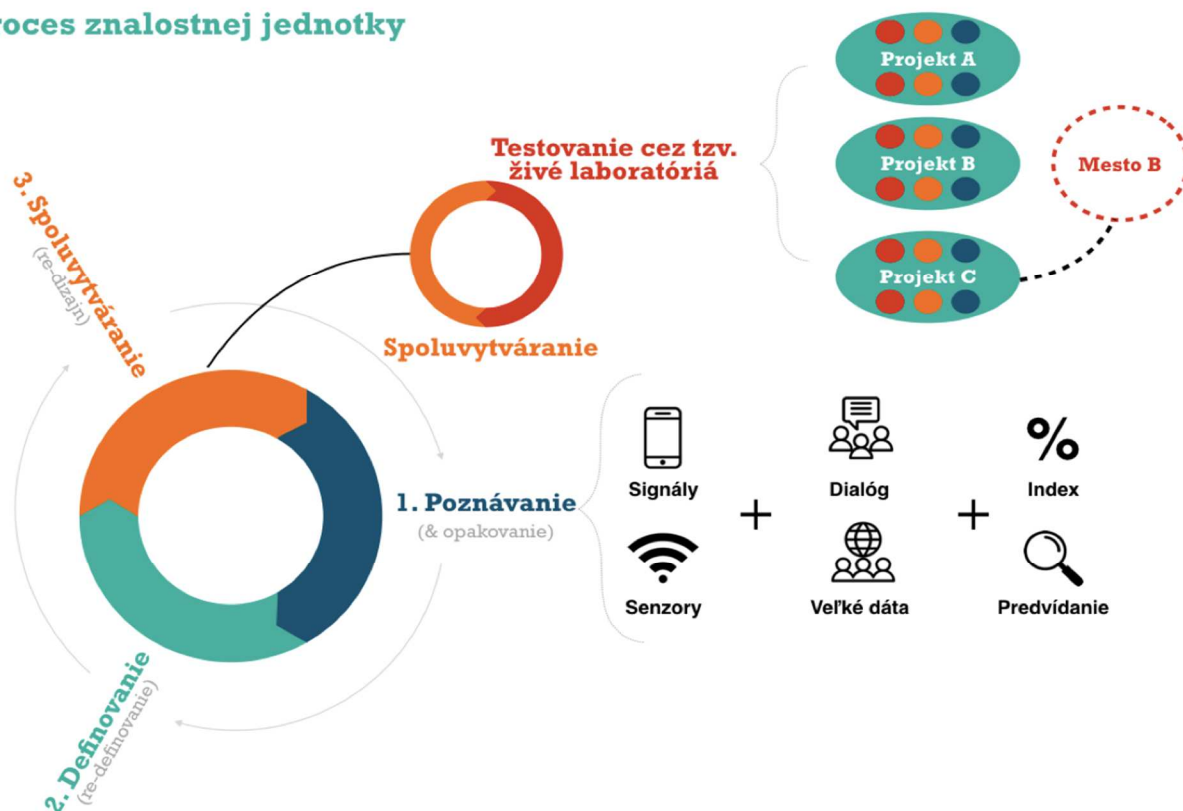 roces znalostnej jednotky
Projekt A
Testovanie cez tzv.
živé laboratóriá
Projekt B
Mesto B
Projekt C
3. Spoluvytváranie
(re-dizajn)
Spoluvytváranie
1. Poznávanie
(& opakovanie)
Signály
+
Dialóg
+
%
Index
Senzory
Veľké dáta
Predvídanie
2. Definovanie
(re-definovanie)